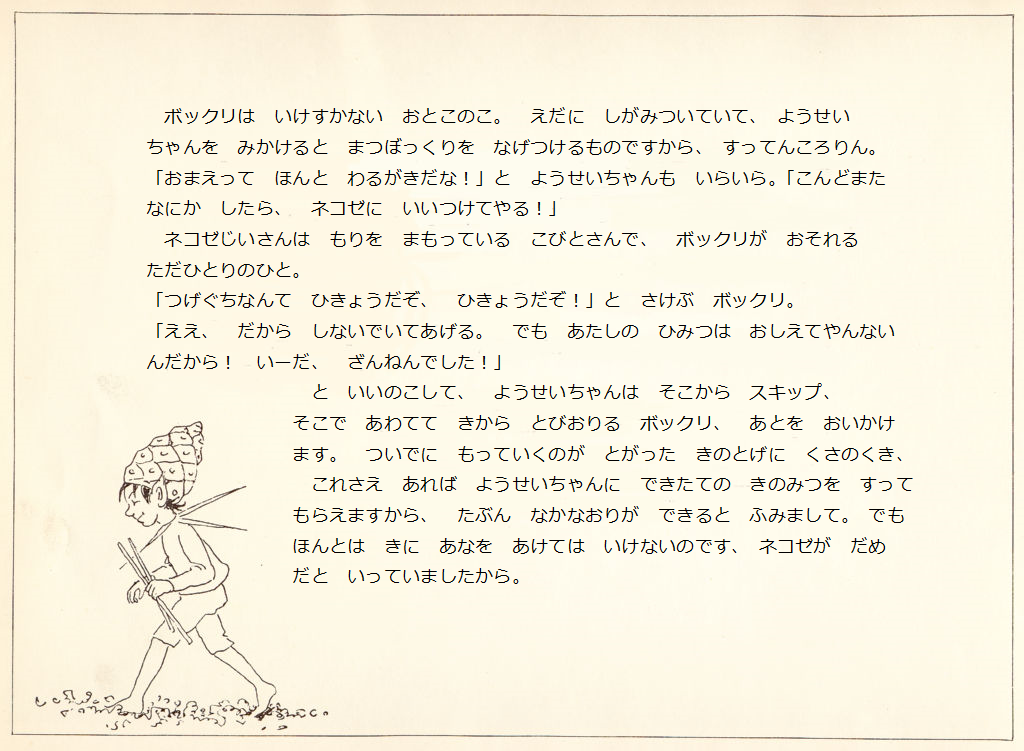 ボックリは　いけすかない　おとこのこ。　えだに　しがみついていて、　ようせい
ちゃんを　みかけると　まつぼっくりを　なげつけるものですから、　すってんころりん。
「おまえって　ほんと　わるがきだな！」と　ようせいちゃんも　いらいら。「こんどまた
なにか　したら、　ネコゼに　いいつけてやる！」
　ネコゼじいさんは　もりを　まもっている　こびとさんで、　ボックリが　おそれる
ただひとりのひと。
「つげぐちなんて　ひきょうだぞ、　ひきょうだぞ！」と　さけぶ　ボックリ。
「ええ、　だから　しないでいてあげる。　でも　あたしの　ひみつは　おしえてやんない
んだから！　いーだ、　ざんねんでした！」
　と　いいのこして、　ようせいちゃんは　そこから　スキップ、
そこで　あわてて　きから　とびおりる　ボックリ、　あとを　おいかけ
ます。　ついでに　もっていくのが　とがった　きのとげに　くさのくき、
　これさえ　あれば　ようせいちゃんに　できたての　きのみつを　すって
もらえますから、　たぶん　なかなおりが　できると　ふみまして。　でも
ほんとは　きに　あなを　あけては　いけないのです、　ネコゼが　だめ
だと　いっていましたから。